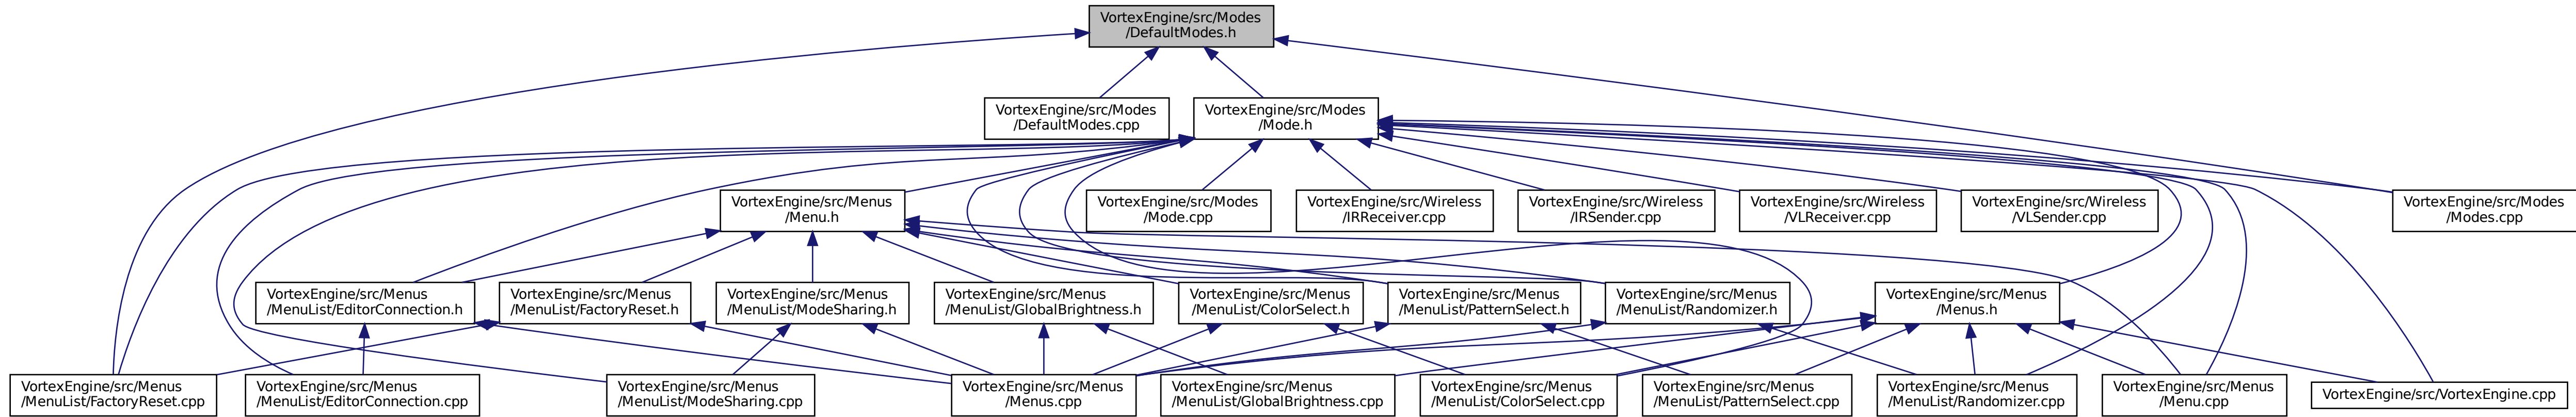 VortexEngine/src/Modes
/DefaultModes.h
VortexEngine/src/Modes
/DefaultModes.cpp
VortexEngine/src/Modes
/Mode.h
VortexEngine/src/Menus
/Menu.h
VortexEngine/src/Modes
/Mode.cpp
VortexEngine/src/Wireless
/IRReceiver.cpp
VortexEngine/src/Wireless
/IRSender.cpp
VortexEngine/src/Wireless
/VLReceiver.cpp
VortexEngine/src/Wireless
/VLSender.cpp
VortexEngine/src/Modes
/Modes.cpp
VortexEngine/src/Menus
/MenuList/EditorConnection.h
VortexEngine/src/Menus
/MenuList/FactoryReset.h
VortexEngine/src/Menus
/MenuList/ModeSharing.h
VortexEngine/src/Menus
/MenuList/GlobalBrightness.h
VortexEngine/src/Menus
/MenuList/ColorSelect.h
VortexEngine/src/Menus
/MenuList/PatternSelect.h
VortexEngine/src/Menus
/MenuList/Randomizer.h
VortexEngine/src/Menus
/Menus.h
VortexEngine/src/Menus
/MenuList/FactoryReset.cpp
VortexEngine/src/Menus
/MenuList/EditorConnection.cpp
VortexEngine/src/Menus
/MenuList/ModeSharing.cpp
VortexEngine/src/Menus
/Menus.cpp
VortexEngine/src/Menus
/MenuList/GlobalBrightness.cpp
VortexEngine/src/Menus
/MenuList/ColorSelect.cpp
VortexEngine/src/Menus
/MenuList/PatternSelect.cpp
VortexEngine/src/Menus
/MenuList/Randomizer.cpp
VortexEngine/src/Menus
/Menu.cpp
VortexEngine/src/VortexEngine.cpp